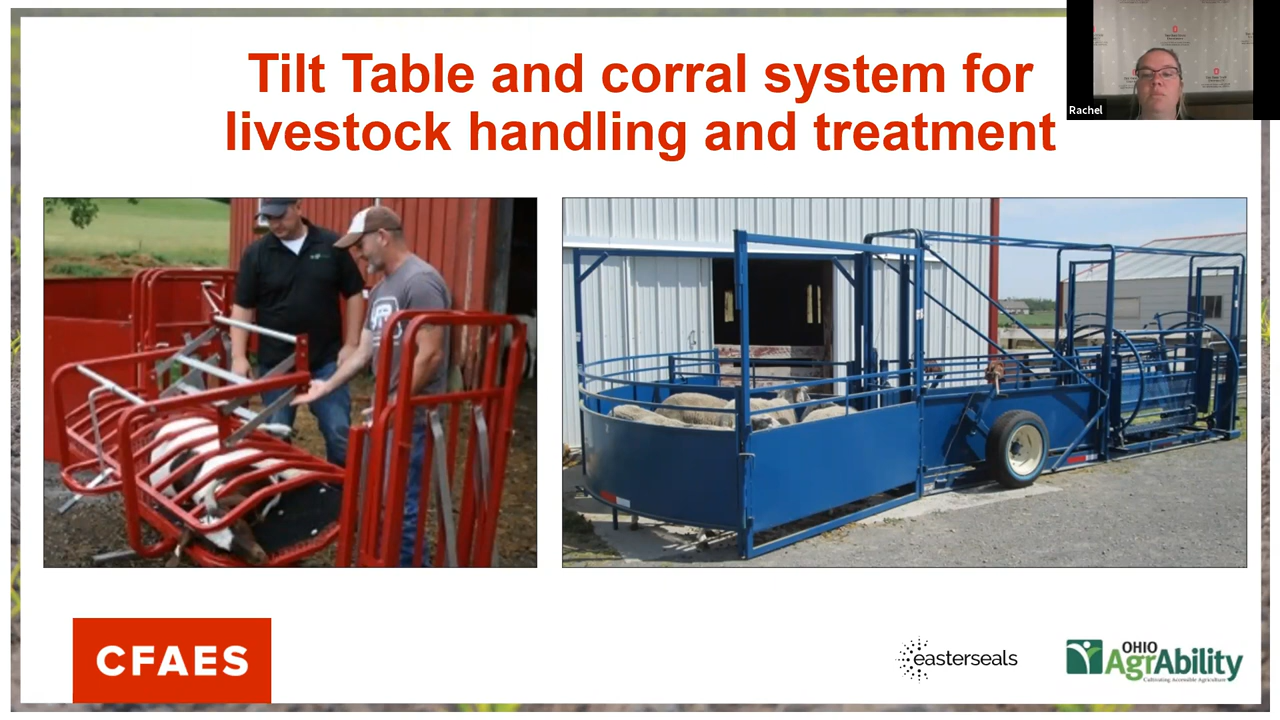 Tilt Table and corral system for
livestock handling and treatment
Rachel
CFAES
easterseals
OHIO
AgrAbility
Cultivating Accessible Agriculture